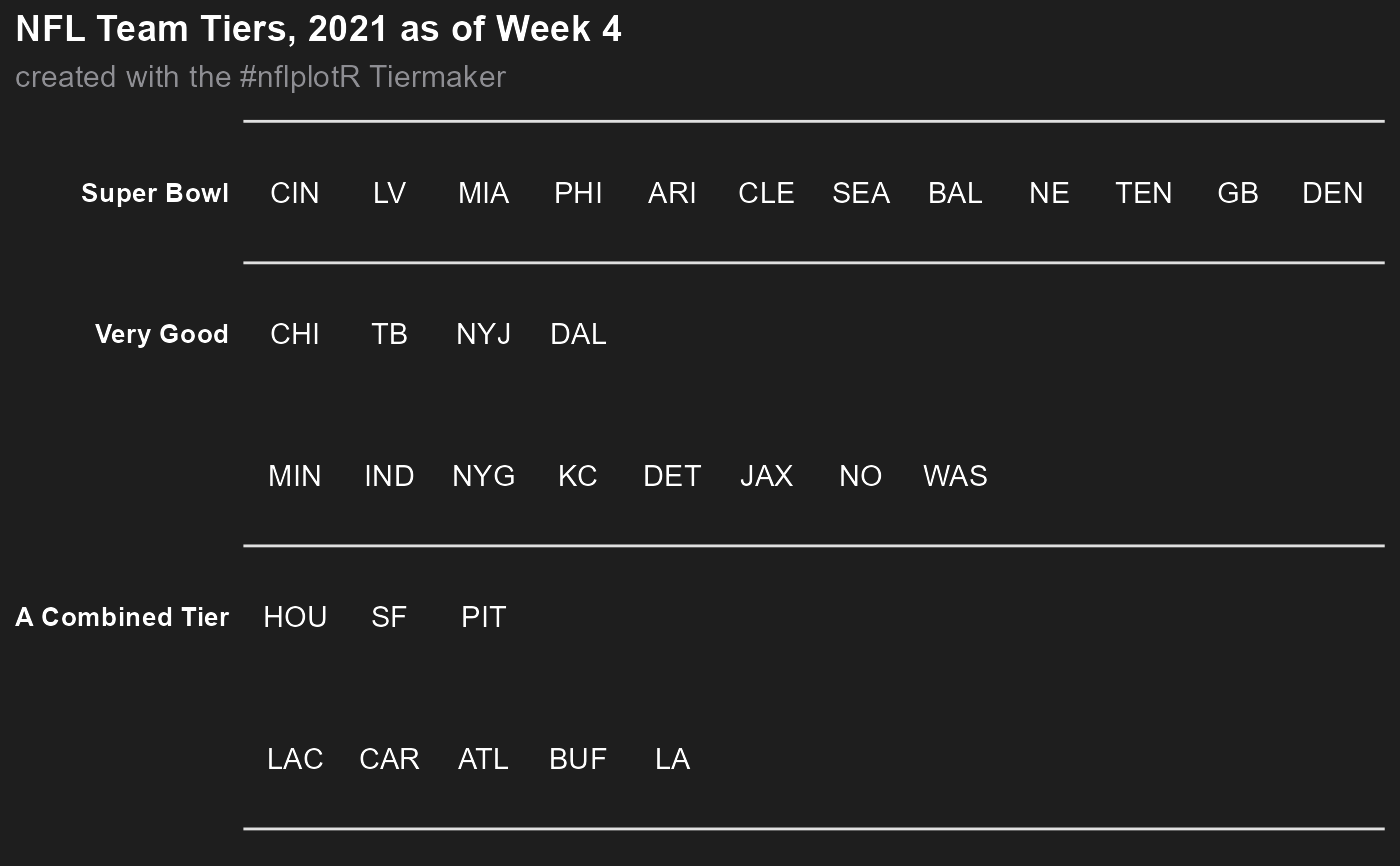 NFL Team Tiers, 2021 as of Week 4
created with the #nflplotR Tiermaker
Super Bowl CIN LV MIA PHI ARI CLE SEA BAL NE TEN GB DEN
Very Good CHI TB NYJ DAL
MIN IND NYG KC DET JAX NO WAS
A Combined Tier HOU SF PIT
LAC CAR ATL BUF LA